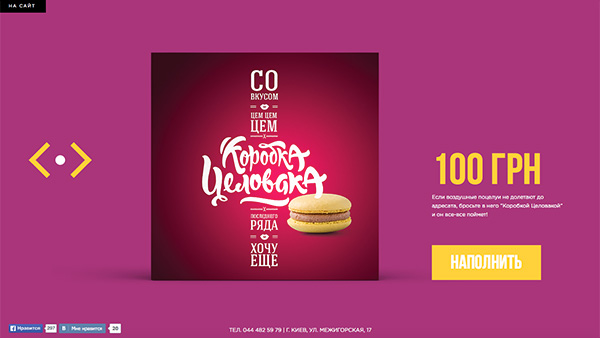 НА САЙТ
СО
ВКУСОМ
ЦЕМ ЦЕМ
ЦЕМ
Коробка
Целовака
ПОСЛЕДНЕГО
РЯДА
ХОЧУ
ЕЩЕ
100 ГРН
Если воздушные поцелуи не долетают до
адресата, бросьте в него "Коробкой Целовакой"
и он все-все поймет!
НАПОЛНИТЬ
Нравится 297
Мне нравится 20
ТЕЛ. 044 482 59 79 | Г. КИЕВ, УЛ. МЕЖИГОРСКАЯ, 17